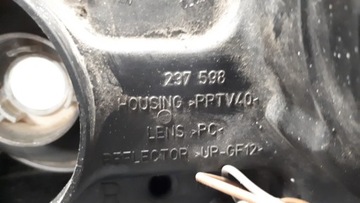 237 598
HOUSING >PPTV40<
LENS >PC<
REFLECTOR >UP-GF12<